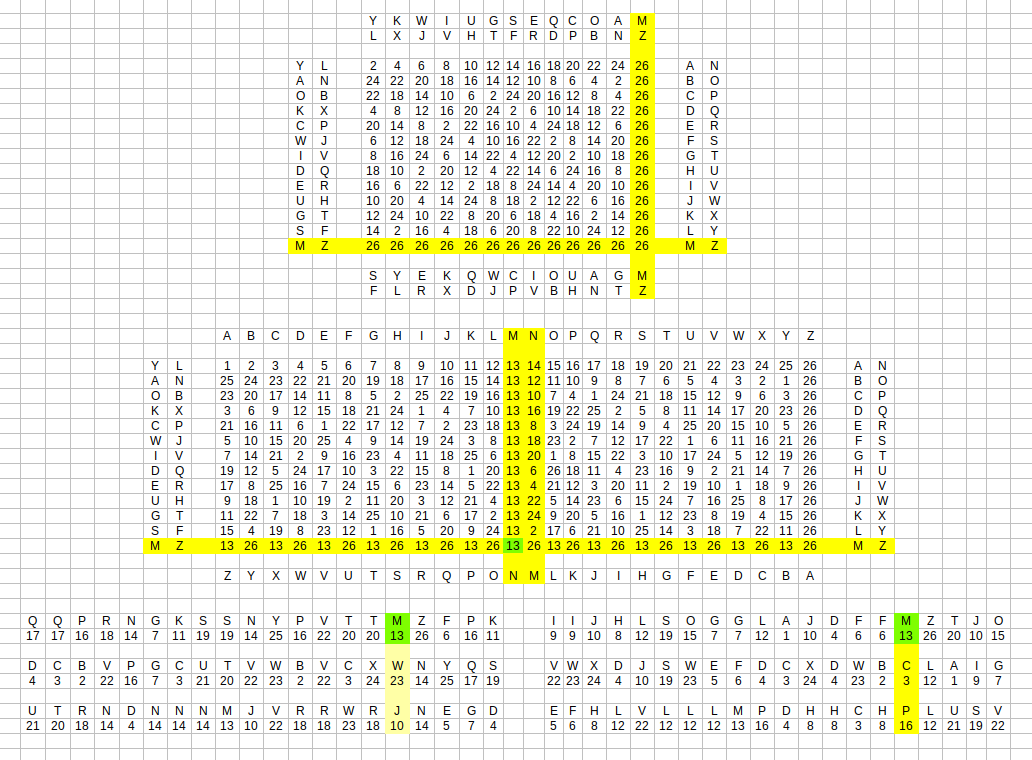 Y K W I U G S E Q C O A M
L X J V H T F R D P B N Z
Y L 2 4 6 8 10 12 14 16 18 20 22 24 26 A N
A N 24 22 20 18 16 14 12 10 8 6 4 2 26 B O
O B 22 18 14 10 6 2 24 20 16 12 8 4 26 C P
K X 4 8 12 16 20 24 2 6 10 14 18 22 26 D Q
C P 20 14 8 2 22 16 10 4 24 18 12 6 26 E R
W J 6 12 18 24 4 10 16 22 2 8 14 20 26 F S
I V 8 16 24 6 14 22 4 12 20 2 10 18 26 G T
D Q 18 10 2 20 12 4 22 14 6 24 16 8 26 H U
E R 16 6 22 12 2 18 8 24 14 4 20 10 26 I V
U H 10 20 4 14 24 8 18 2 12 22 6 16 26 J W
G T 12 24 10 22 8 20 6 18 4 16 2 14 26 K X
S F 14 2 16 4 18 6 20 8 22 10 24 12 26 L Y
M Z 26 26 26 26 26 26 26 26 26 26 26 26 26 M Z
S Y E K Q W C I O U A G M
F L R X D J P V B H N T Z
A B C D E F G H I J K L M N O P Q R S T U V W X Y Z
Y L 1 2 3 4 5 6 7 8 9 10 11 12 13 14 15 16 17 18 19 20 21 22 23 24 25 26 A N
A N 25 24 23 22 21 20 19 18 17 16 15 14 13 12 11 10 9 8 7 6 5 4 3 2 1 26 B O
O B 23 20 17 14 11 8 5 2 25 22 19 16 13 10 7 4 1 24 21 18 15 12 9 6 3 26 C P
K X 3 6 9 12 15 18 21 24 1 4 7 10 13 16 19 22 25 2 5 8 11 14 17 20 23 26 D Q
C P 21 16 11 6 1 22 17 12 7 2 23 18 13 8 3 24 19 14 9 4 25 20 15 10 5 26 E R
W J 5 10 15 20 25 4 9 14 19 24 3 8 13 18 23 2 7 12 17 22 1 6 11 16 21 26 F S
I V 7 14 21 2 9 16 23 4 11 18 25 6 13 20 1 8 15 22 3 10 17 24 5 12 19 26 G T
D Q 19 12 5 24 17 10 3 22 15 8 1 20 13 6 26 18 11 4 23 16 9 2 21 14 7 26 H U
E R 17 8 25 16 7 24 15 6 23 14 5 22 13 4 21 12 3 20 11 2 19 10 1 18 9 26 I V
U H 9 18 1 10 19 2 11 20 3 12 21 4 13 22 5 14 23 6 15 24 7 16 25 8 17 26 J W
G T 11 22 7 18 3 14 25 10 21 6 17 2 13 24 9 20 5 16 1 12 23 8 19 4 15 26 K X
S F 15 4 19 8 23 12 1 16 5 20 9 24 13 2 17 6 21 10 25 14 3 18 7 22 11 26 L Y
M Z 13 26 13 26 13 26 13 26 13 26 13 26 13 26 13 26 13 26 13 26 13 26 13 26 13 26 M Z
Z Y X W V U T S R Q P O N M L K J I H G F E D C B A
Q Q P R N G K S S N Y P V T T M Z F P K I I J H L S O G G L A J D F F M Z T J O
17 17 16 18 14 7 11 19 19 14 25 16 22 20 20 13 26 6 16 11 9 9 10 8 12 19 15 7 7 12 1 10 4 6 6 13 26 20 10 15
D C B V P G C U T V W B V C X W N Y Q S V W X D J S W E F D C X D W B C L A I G
4 3 2 22 16 7 3 21 20 22 23 2 22 3 24 23 14 25 17 19 22 23 24 4 10 19 23 5 6 4 3 24 4 23 2 3 12 1 9 7
U T R N D N N N M J V R R W R J N E G D E F H L V L L L M P D H H C H P L U S V
21 20 18 14 4 14 14 14 13 10 22 18 18 23 18 10 14 5 7 4 5 6 8 12 22 12 12 12 13 16 4 8 8 3 8 16 12 21 19 22